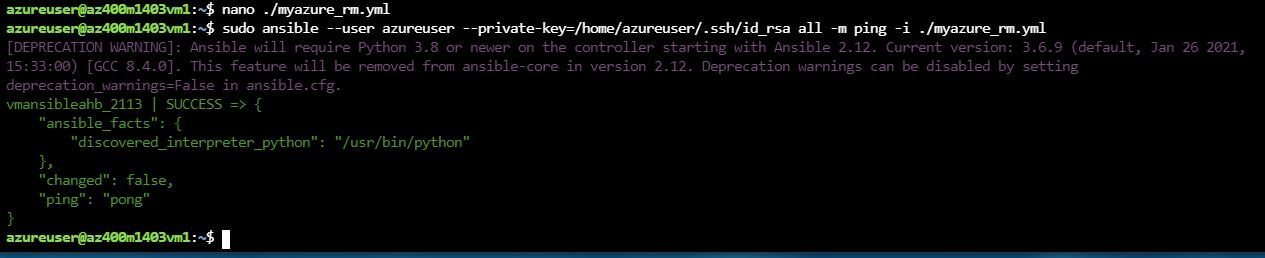 azureuser@az400m1403vm1:~$ nano ./myazure_rm.yml
azureuser@az400m1403vm1:~$ sudo ansible --user azureuser --private-key=/home/azureuser/.ssh/id_rsa all -m ping -i ./myazure_rm.yml
[DEPRECATION WARNING]: Ansible will require Python 3.8 or newer on the controller starting with Ansible 2.12. Current version: 3.6.9 (default, Jan 26 2021,
15:33:00) [GCC 8.4.0]. This feature will be removed from ansible-core in version 2.12. Deprecation warnings can be disabled by setting
deprecation_warnings=False in ansible.cfg.
vmansibleahb_2113 | SUCCESS => {
    "ansible_facts": {
        "discovered_interpreter_python": "/usr/bin/python"
    },
    "changed": false,
    "ping": "pong"
}
azureuser@az400m1403vm1:~$